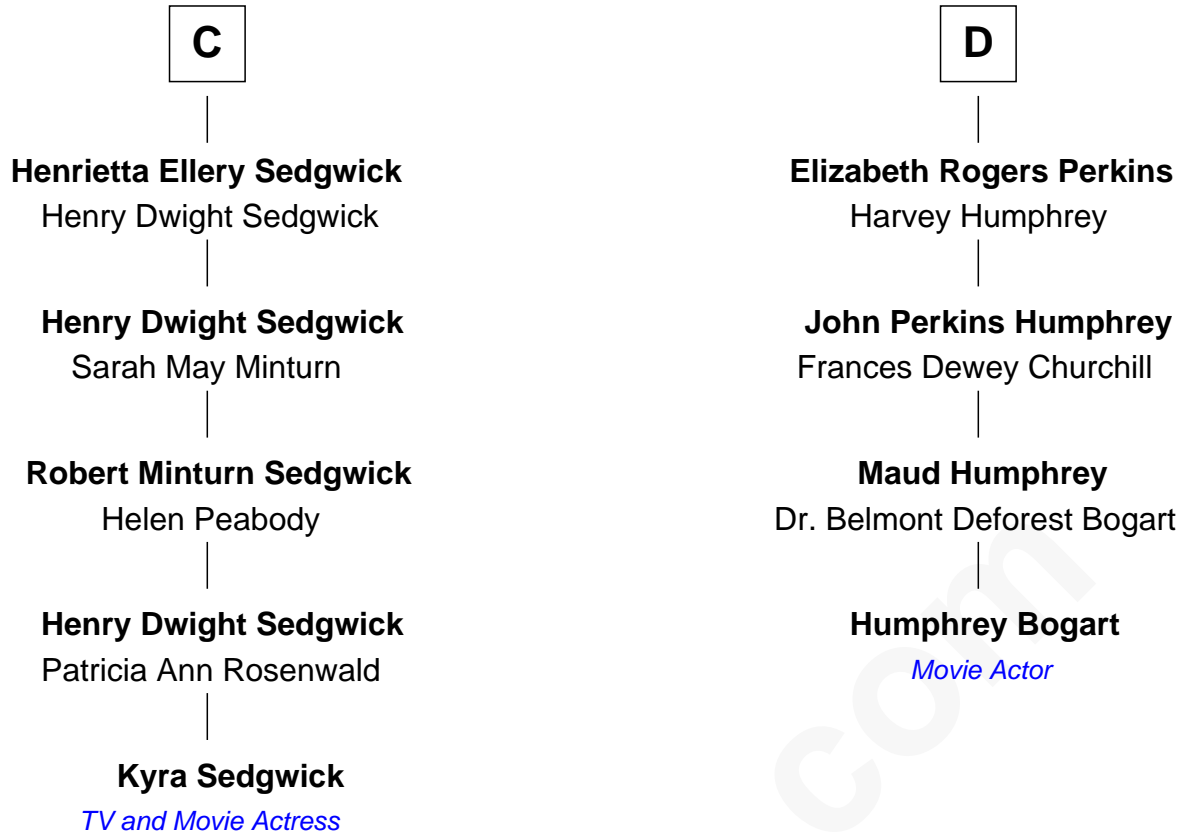 C
Henrietta Ellery Sedgwick
Henry Dwight Sedgwick
Henry Dwight Sedgwick
Sarah May Minturn
Robert Minturn Sedgwick
Helen Peabody
Henry Dwight Sedgwick
Patricia Ann Rosenwald
Kyra Sedgwick
TV and Movie Actress
D
Elizabeth Rogers Perkins
Harvey Humphrey
John Perkins Humphrey
Frances Dewey Churchill
Maud Humphrey
Dr. Belmont Deforest Bogart
Humphrey Bogart
Movie Actor
com